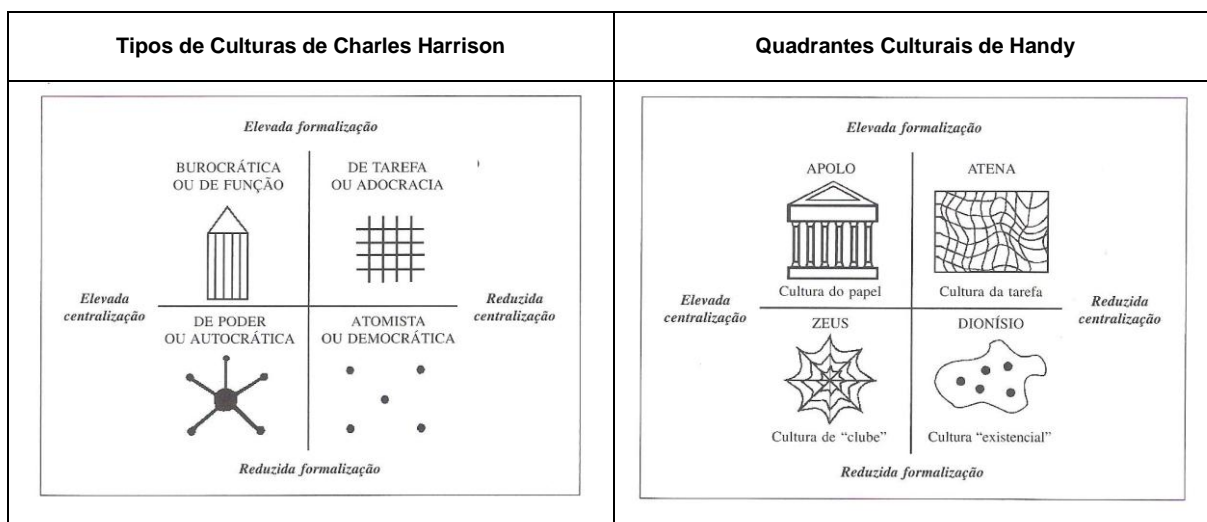 Tipos de Culturas de Charles Harrison
Quadrantes Culturais de Handy
Elevada formalização
BUROCRÁTICA
OU DE FUNÇÃO
DE TAREFA
OU ADOCRACIA
Elevada
centralização
Reduzida
centralização
DE PODER
OU AUTOCRÁTICA
ATOMISTA
OU DEMOCRÁTICA
Reduzida formalização
Elevada formalização
APOLO
ATENA
Cultura do papel
Cultura da tarefa
Elevada
centralização
Reduzida
centralização
ZEUS
DIONÍSIO
Cultura de “clube”
Cultura “existencial”
Reduzida formalização